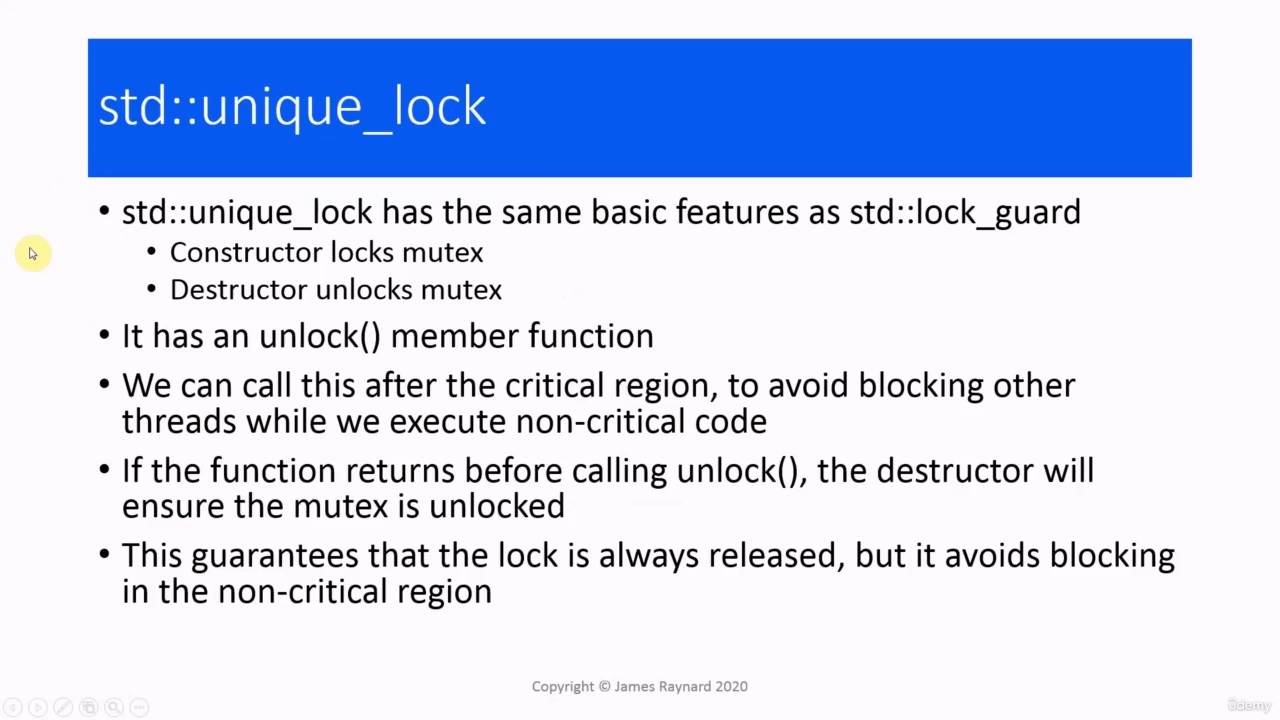 std::unique_lock
• std::unique_lock has the same basic features as std::lock_guard
• Constructor locks mutex
• Destructor unlocks mutex
• It has an unlock() member function
• We can call this after the critical region, to avoid blocking other
threads while we execute non-critical code
• If the function returns before calling unlock(), the destructor will
ensure the mutex is unlocked
• This guarantees that the lock is always released, but it avoids blocking
in the non-critical region
Copyright © James Raynard 2020
ûdemy